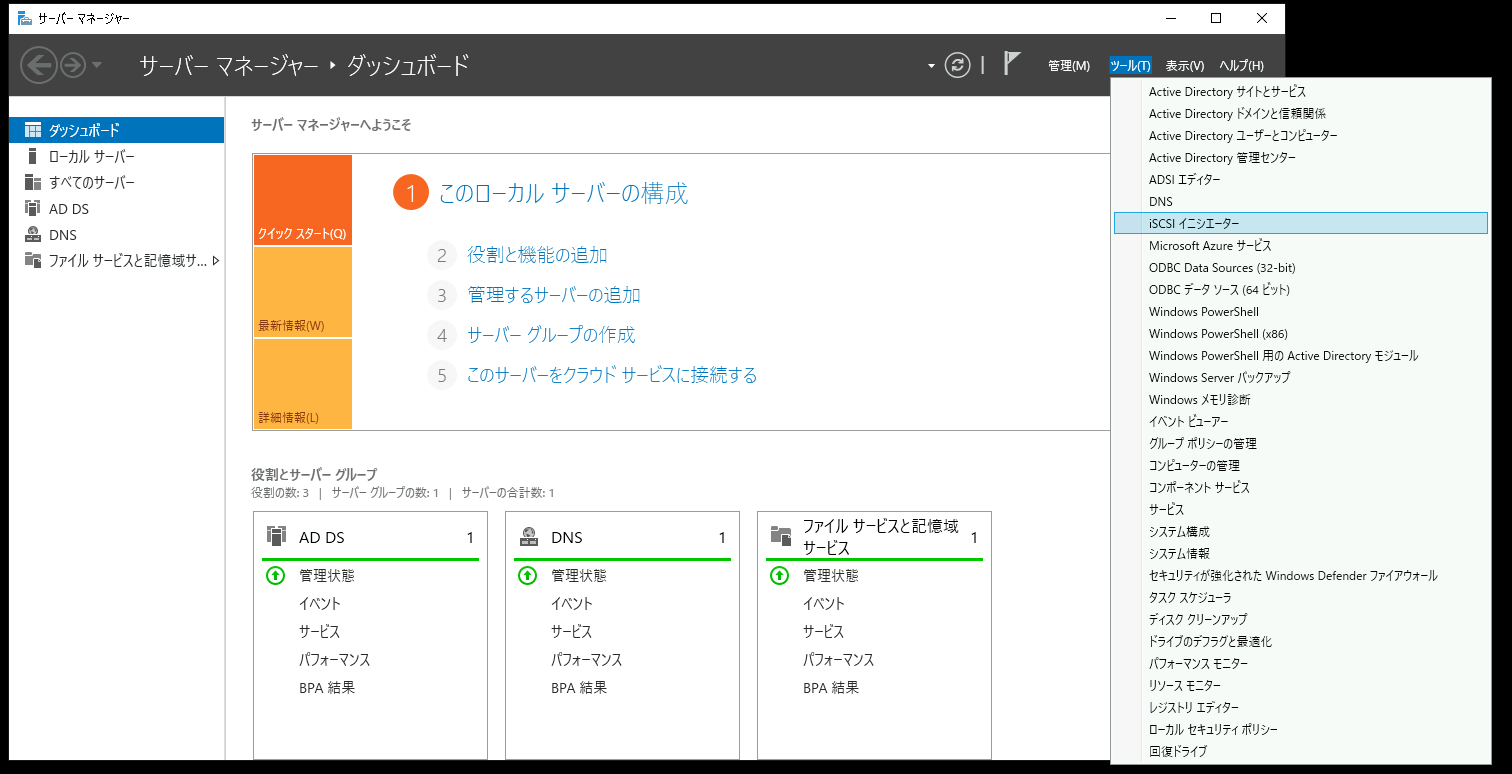 サーバー マネージャー
サーバー マネージャー ・ ダッシュボード
管理(M) ツール(T) 表示(V) ヘルプ(H)
ダッシュボード
ローカル サーバー
すべてのサーバー
AD DS
DNS
ファイル サービスと記憶域サ...
サーバー マネージャーへようこそ
クイック スタート(Q)
最新情報(W)
詳細情報(L)
1 このローカル サーバーの構成
2 役割と機能の追加
3 管理するサーバーの追加
4 サーバー グループの作成
5 このサーバーをクラウド サービスに接続する
役割とサーバー グループ
役割の数: 3 | サーバー グループの数: 1 | サーバーの合計数: 1
AD DS 1
管理状態
イベント
サービス
パフォーマンス
BPA 結果
DNS 1
管理状態
イベント
サービス
パフォーマンス
BPA 結果
ファイル サービスと記憶域
サービス 1
管理状態
イベント
サービス
パフォーマンス
BPA 結果
Active Directory サイトとサービス
Active Directory ドメインと信頼関係
Active Directory ユーザーとコンピューター
Active Directory 管理センター
ADSI エディター
DNS
iSCSI イニシエーター
Microsoft Azure サービス
ODBC Data Sources (32-bit)
ODBC データ ソース (64 ビット)
Windows PowerShell
Windows PowerShell (x86)
Windows PowerShell 用の Active Directory モジュール
Windows Server バックアップ
Windows メモリ診断
イベント ビューアー
グループ ポリシーの管理
コンピューターの管理
コンポーネント サービス
サービス
システム構成
システム情報
セキュリティが強化された Windows Defender ファイアウォール
タスク スケジューラ
ディスク クリーンアップ
ドライブのデフラグと最適化
パフォーマンス モニター
リソース モニター
レジストリ エディター
ローカル セキュリティ ポリシー
回復ドライブ